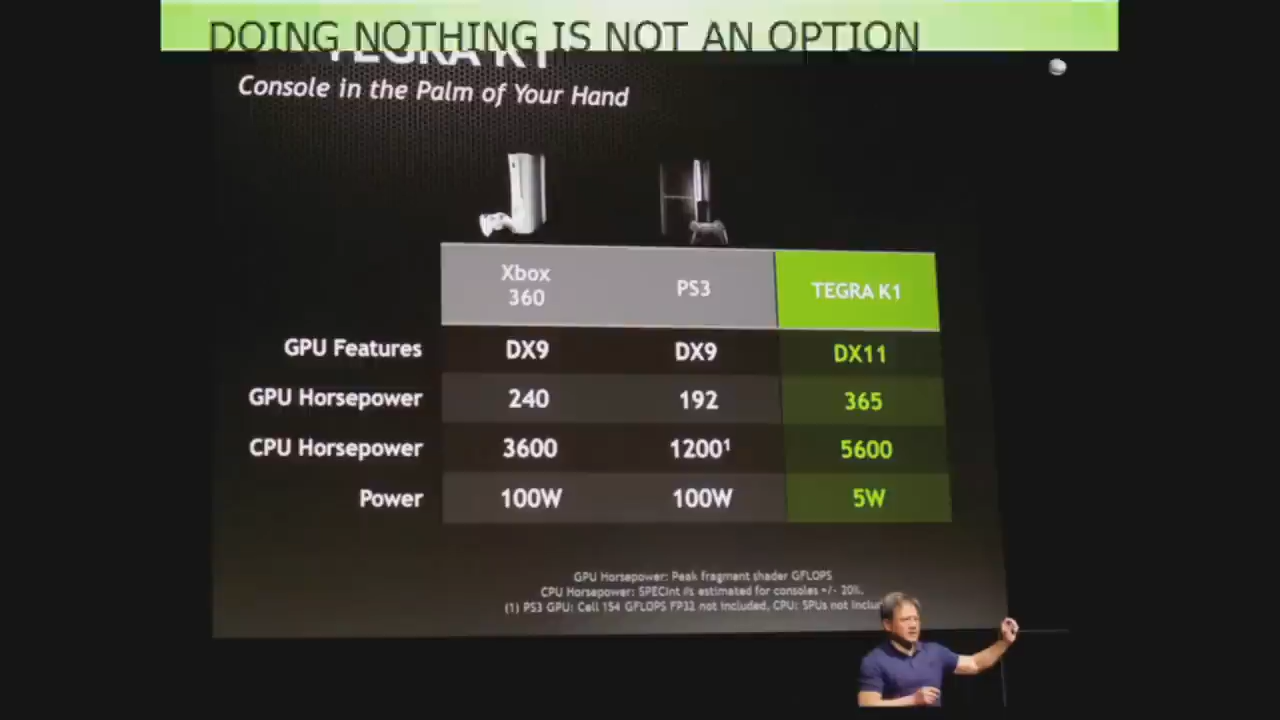 DOING NOTHING IS NOT AN OPTION
TEGRA K1
Console in the Palm of Your Hand
Xbox 360 PS3 TEGRA K1
GPU Features DX9 DX9 DX11
GPU Horsepower 240 192 365
CPU Horsepower 3600 1200¹ 5600
Power 100W 100W 5W
GPU Horsepower: Peak fragment shader GFLOPS
CPU Horsepower: SPECint #s estimated for consoles +/- 20%.
(1) PS3 GPU: Cell 154 GFLOPS FP32 not included, CPU: SPUs not